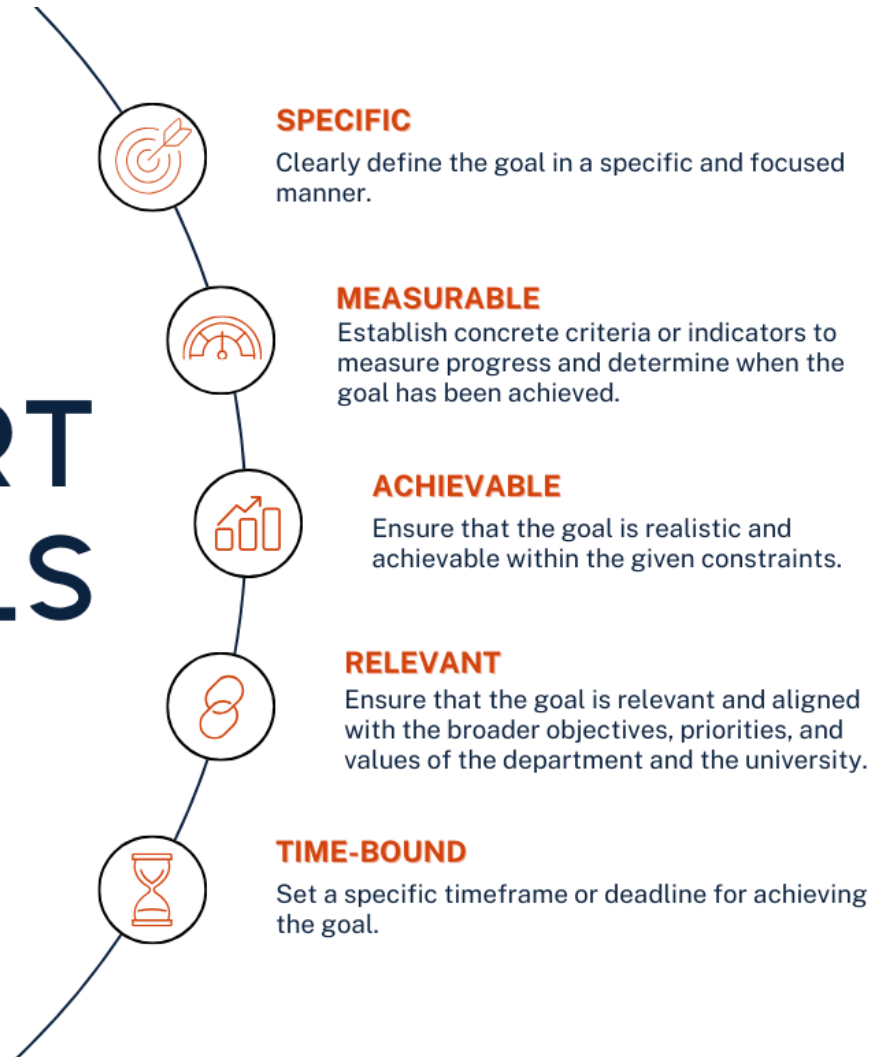 SPECIFIC
Clearly define the goal in a specific and focused
manner.
MEASURABLE
Establish concrete criteria or indicators to
measure progress and determine when the
goal has been achieved.
RT
LS
ACHIEVABLE
Ensure that the goal is realistic and
achievable within the given constraints.
RELEVANT
Ensure that the goal is relevant and aligned
with the broader objectives, priorities, and
values of the department and the university.
TIME-BOUND
Set a specific timeframe or deadline for achieving
the goal.